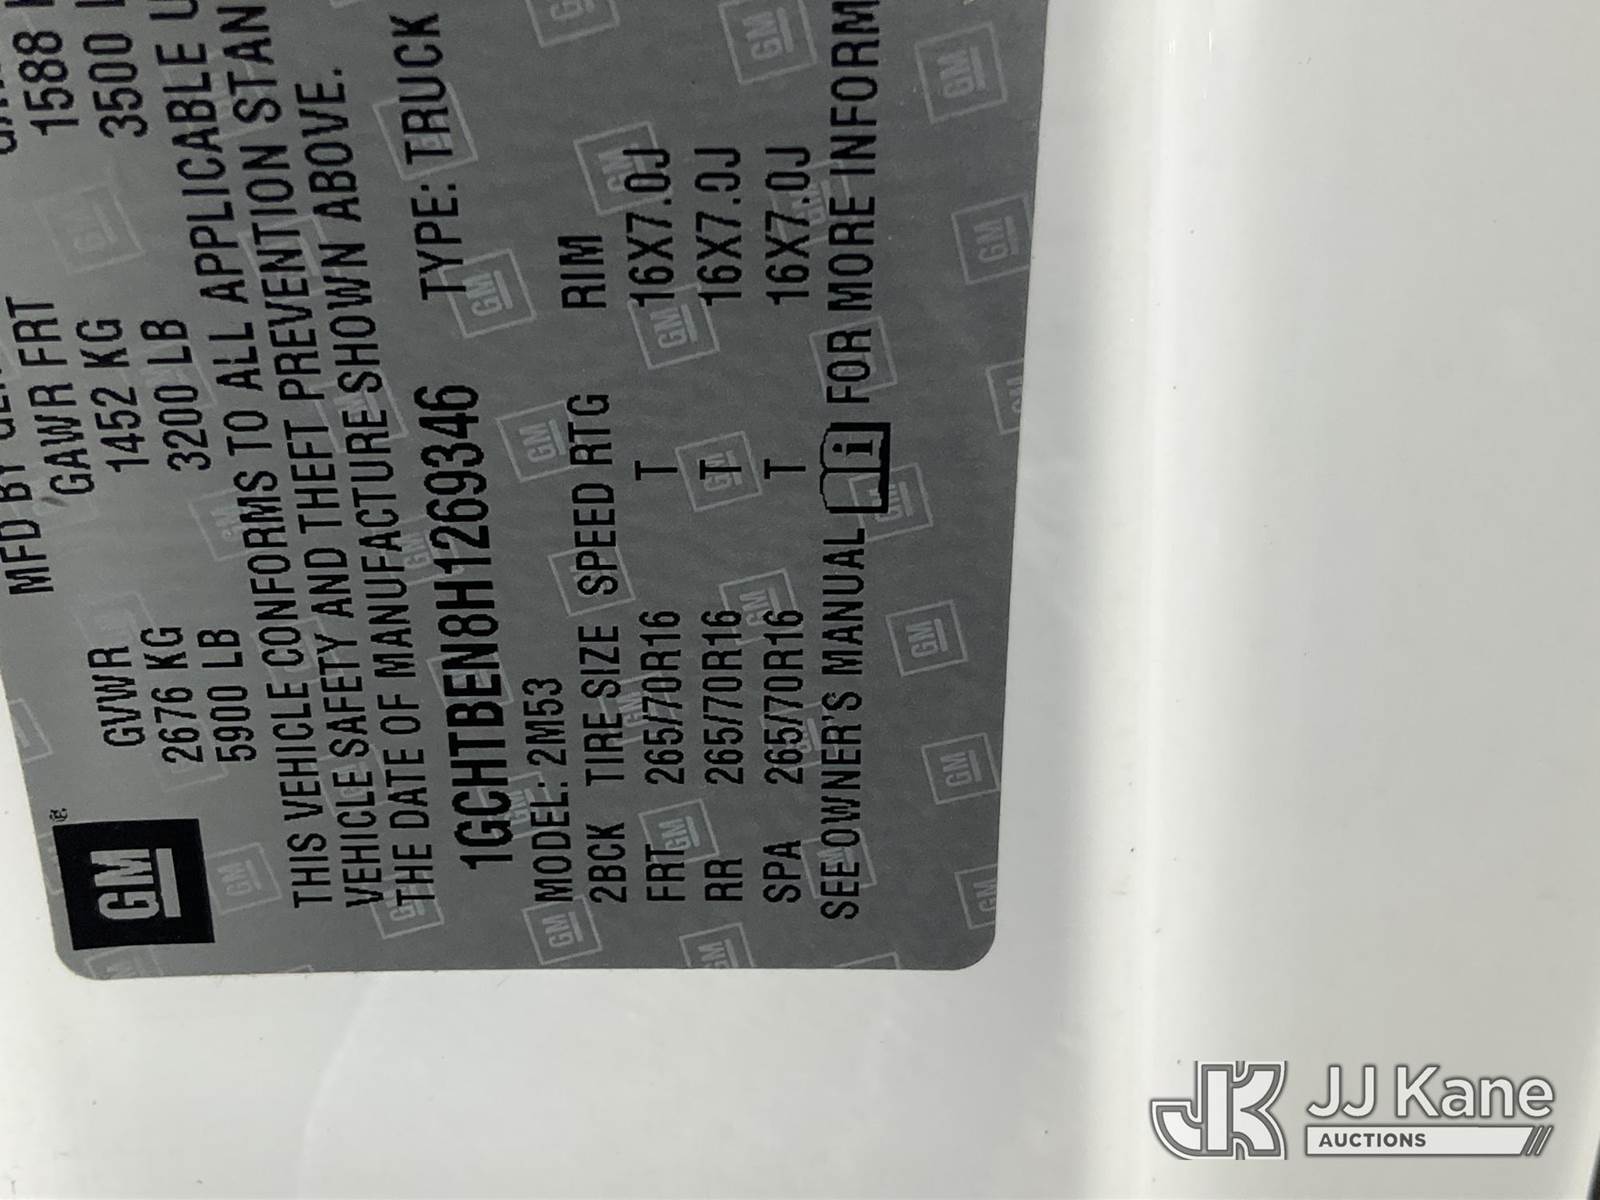 MFD BY
GVWR GAWR FRT
2676 KG 1452 KG 1588
5900 LB 3200 LB 3500
THIS VEHICLE CONFORMS TO ALL APPLICABLE U
VEHICLE SAFETY AND THEFT PREVENTION STAN
THE DATE OF MANUFACTURE SHOWN ABOVE.
1GCHTBEN8H1269346 TYPE: TRUCK
MODEL: 2M53
2BCK TIRE SIZE SPEED RTG RIM
FRT 265/70R16 T 16X7.0J
RR 265/70R16 T 16X7.0J
SPA 265/70R16 T 16X7.0J
SEE OWNER'S MANUAL i FOR MORE INFORM
GM
JK JJ Kane
AUCTIONS